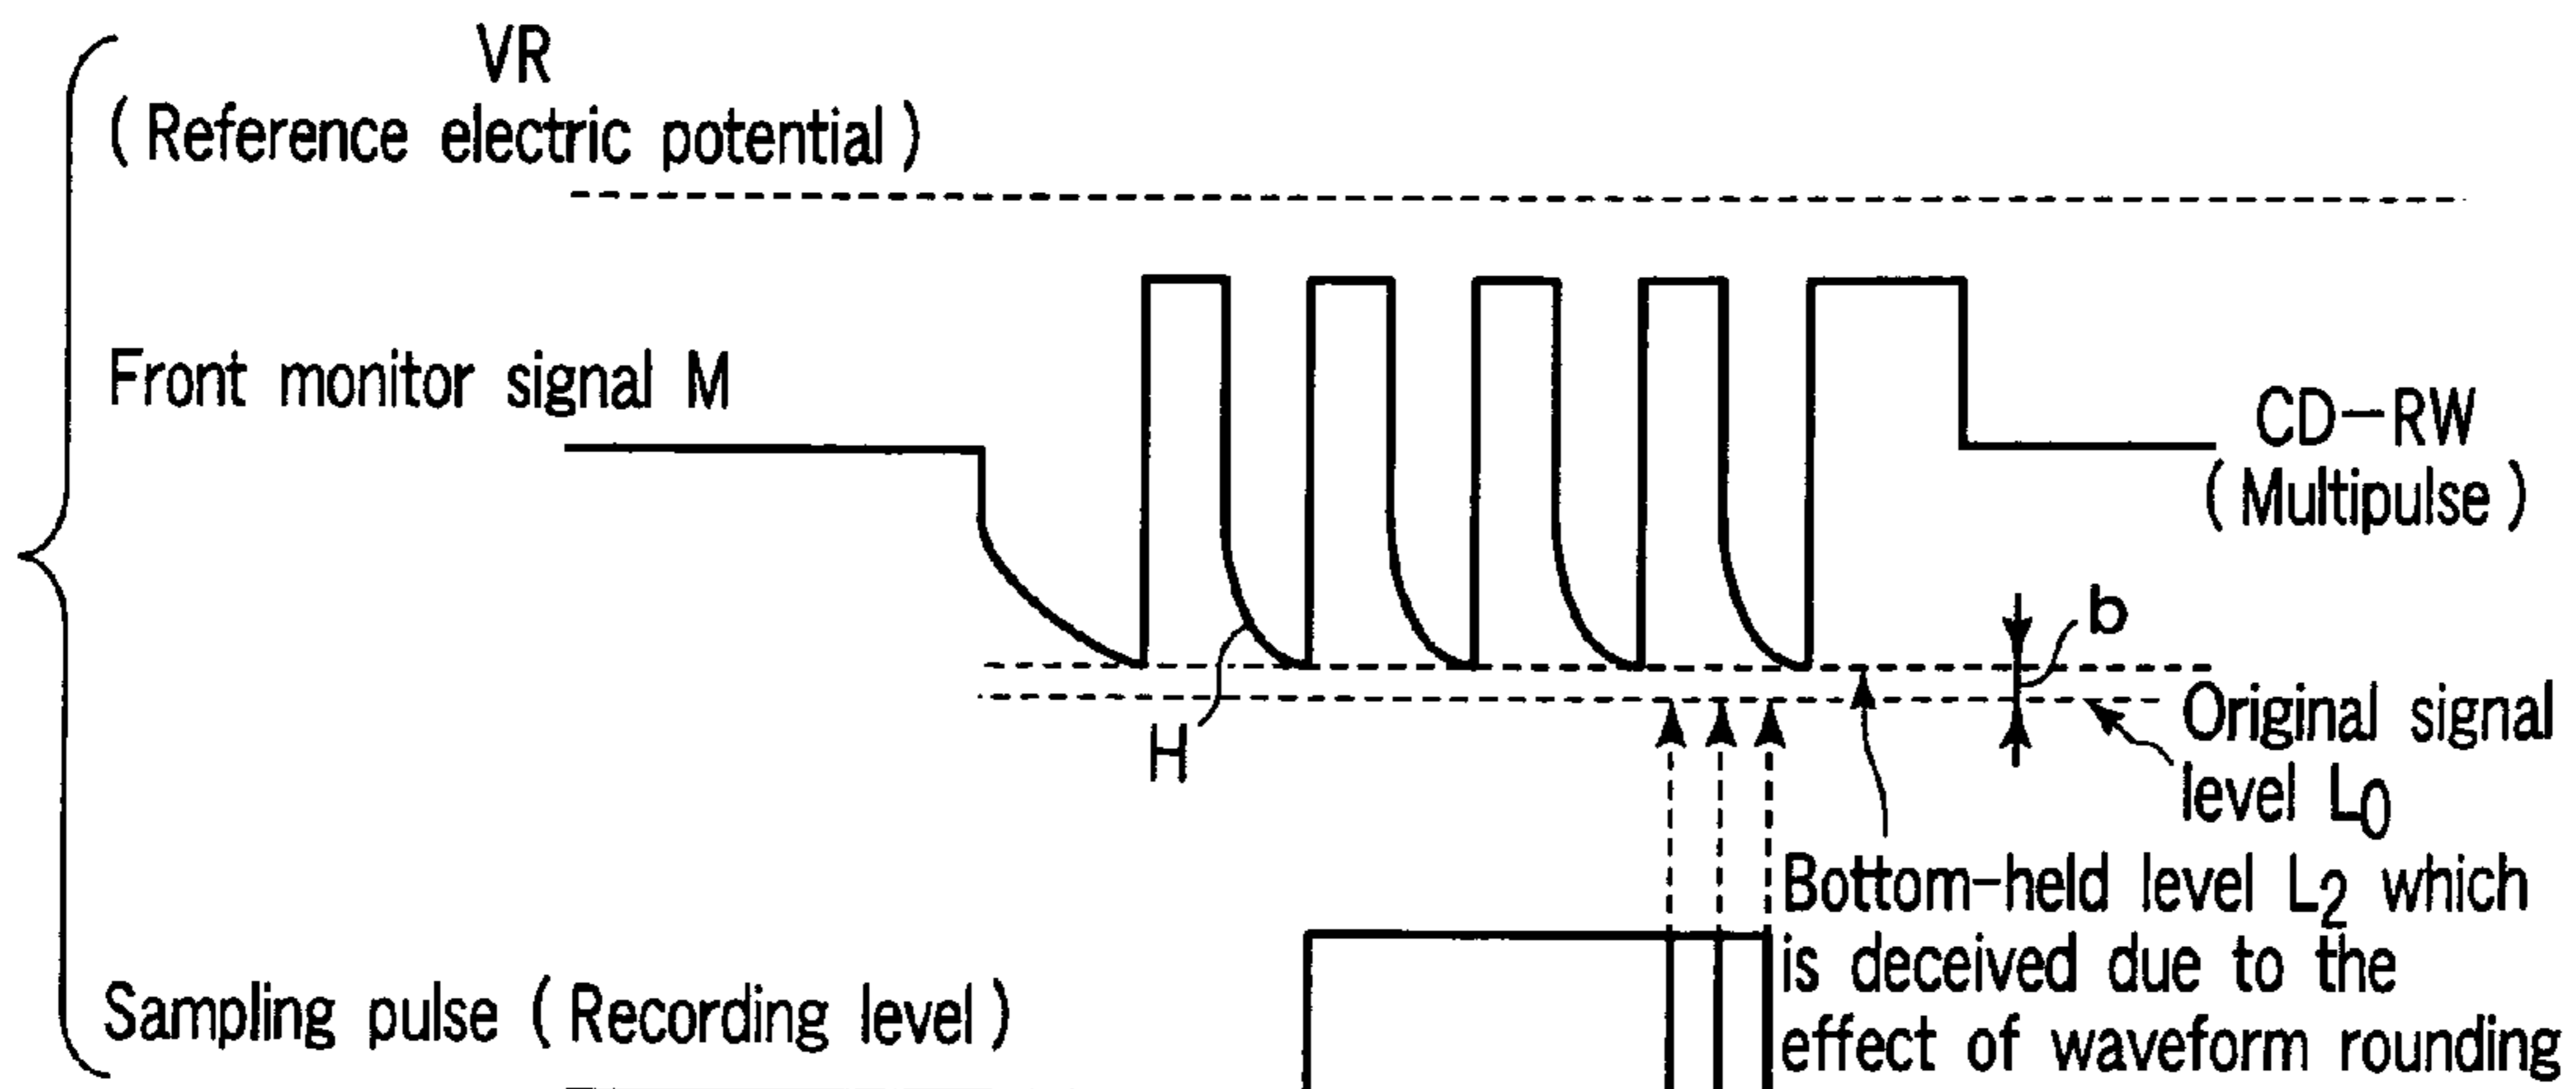 VR
( Reference electric potential )
Front monitor signal M
CD-RW
( Multipulse )
b
H
Original signal
level L0
Bottom-held level L2 which
is deceived due to the
effect of waveform rounding
Sampling pulse ( Recording level )